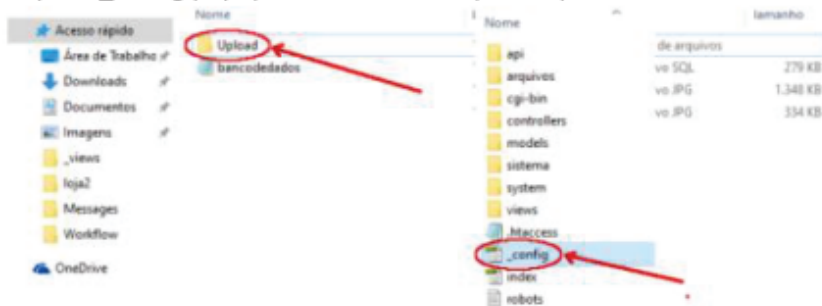 Nome
Acesso rápido
Área de Trabalho
Downloads
Documentos
Imagens
_views
loja2
Messages
Workflow
OneDrive
Upload
bancodedados
Nome
tamanho
api
arquivos
cgi-bin
controllers
models
sistema
system
views
.htaccess
_config
index
robots
de arquivos
vo SQL 279 KB
vo JPG 1.348 KB
vo JPG 334 KB